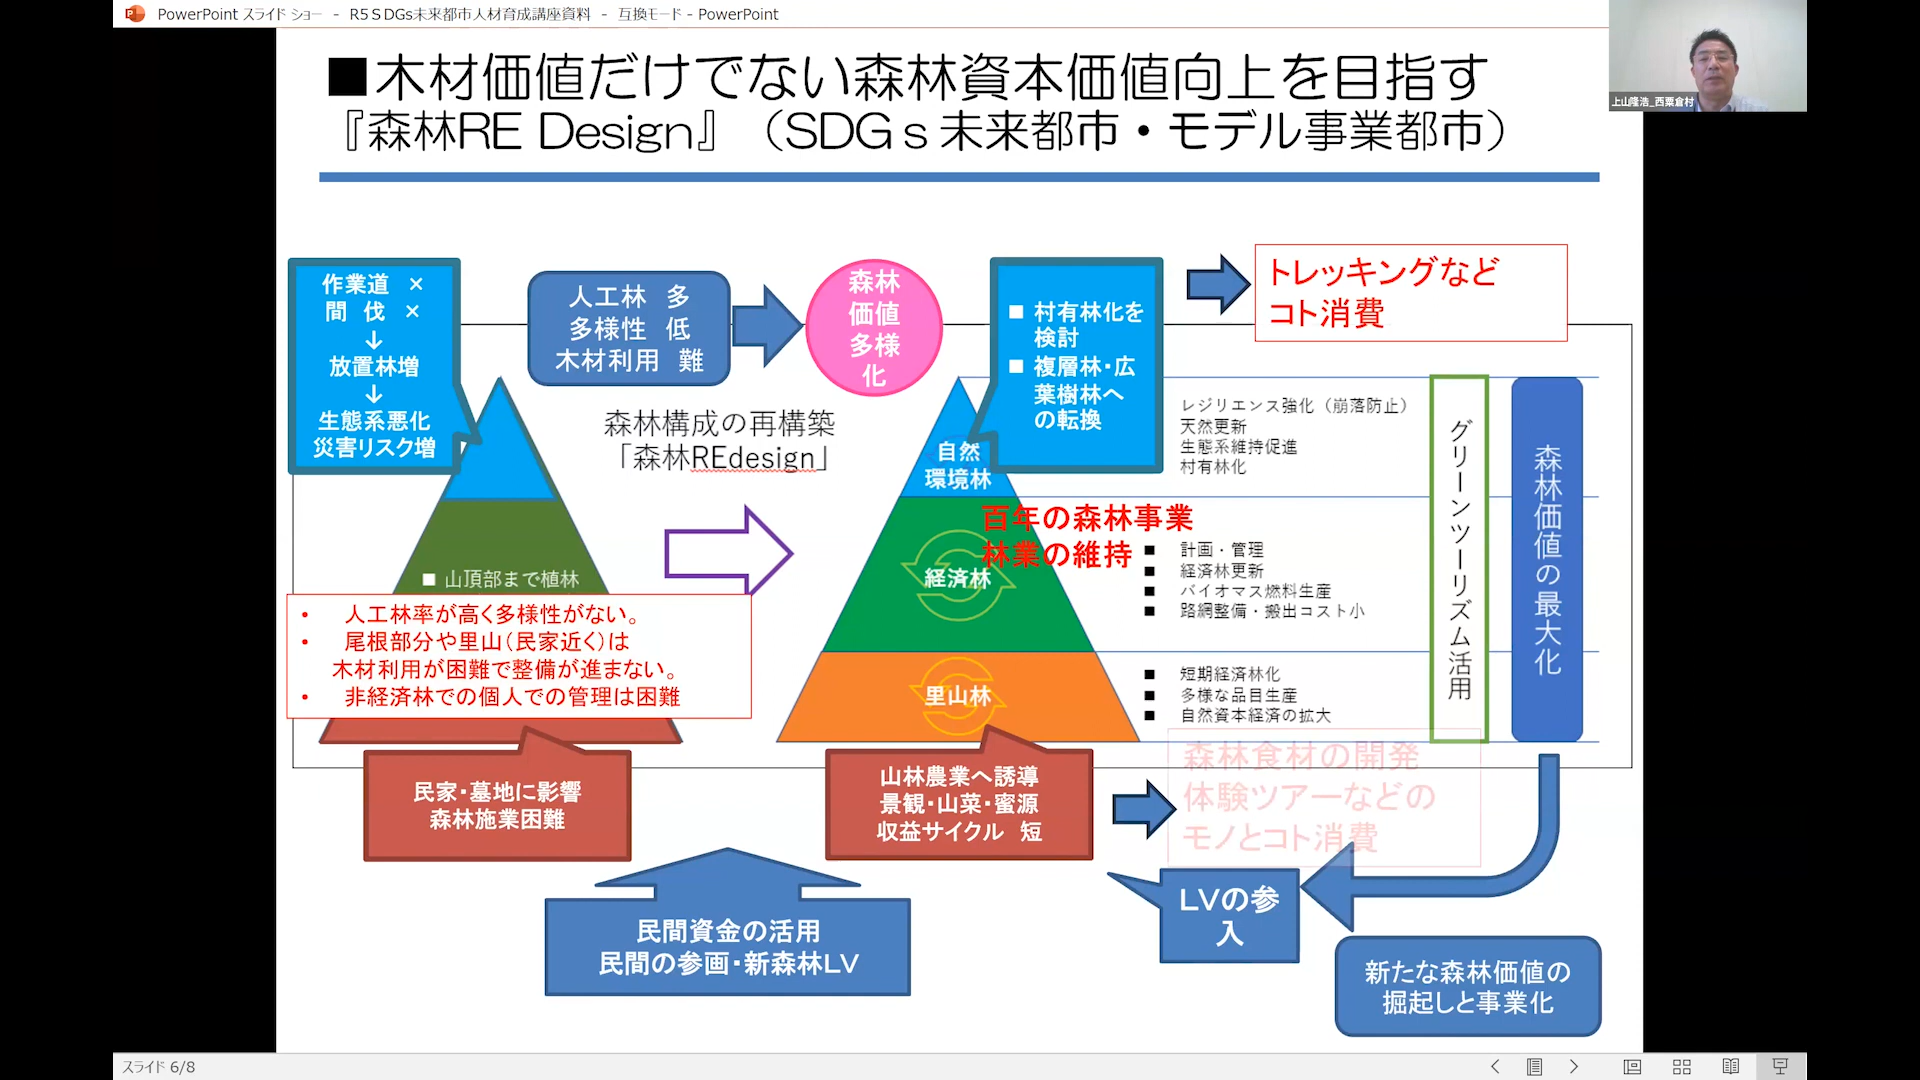 PowerPoint スライド ショー - R5ＳDGs未来都市人材育成講座資料 - 互換モード - PowerPoint
上山隆浩_西粟倉村
■木材価値だけでない森林資本価値向上を目指す
『森林RE Design』（SDGｓ未来都市・モデル事業都市）
作業道　×
間　伐　×
↓
放置林増
↓
生態系悪化
災害リスク増
人工林　多
多様性　低
木材利用　難
森林
価値
多様
化
■ 村有林化を
検討
■ 複層林・広
葉樹林へ
の転換
トレッキングなど
コト消費
森林構成の再構築
「森林REdesign」
自然
環境林
レジリエンス強化（崩落防止）
天然更新
生態系維持促進
村有林化
グリーンツーリズム活用
森林価値の最大化
百年の森林事業
林業の維持
経済林
■ 計画・管理
■ 経済林更新
■ バイオマス燃料生産
■ 路網整備・搬出コスト小
■ 山頂部まで植林
• 人工林率が高く多様性がない。
• 尾根部分や里山（民家近く）は
木材利用が困難で整備が進まない。
• 非経済林での個人での管理は困難
里山林
■ 短期経済林化
■ 多様な品目生産
■ 自然資本経済の拡大
民家・墓地に影響
森林施業困難
山林農業へ誘導
景観・山菜・蜜源
収益サイクル　短
森林食材の開発
体験ツアーなどの
モノとコト消費
民間資金の活用
民間の参画・新森林LV
LVの参
入
新たな森林価値の
掘起しと事業化
スライド 6/8